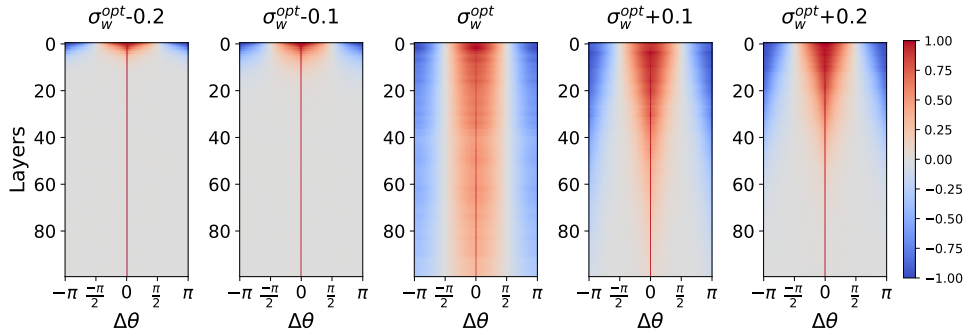 σ_w^{opt}-0.2 σ_w^{opt}-0.1 σ_w^{opt} σ_w^{opt}+0.1 σ_w^{opt}+0.2
Layers
0 0 0 0 0
20 20 20 20 20
40 40 40 40 40
60 60 60 60 60
80 80 80 80 80
1.00
0.75
0.50
0.25
0.00
−0.25
−0.50
−0.75
−1.00
−π −π/2 0 π/2 π −π −π/2 0 π/2 π −π −π/2 0 π/2 π −π −π/2 0 π/2 π −π −π/2 0 π/2 π
Δθ Δθ Δθ Δθ Δθ